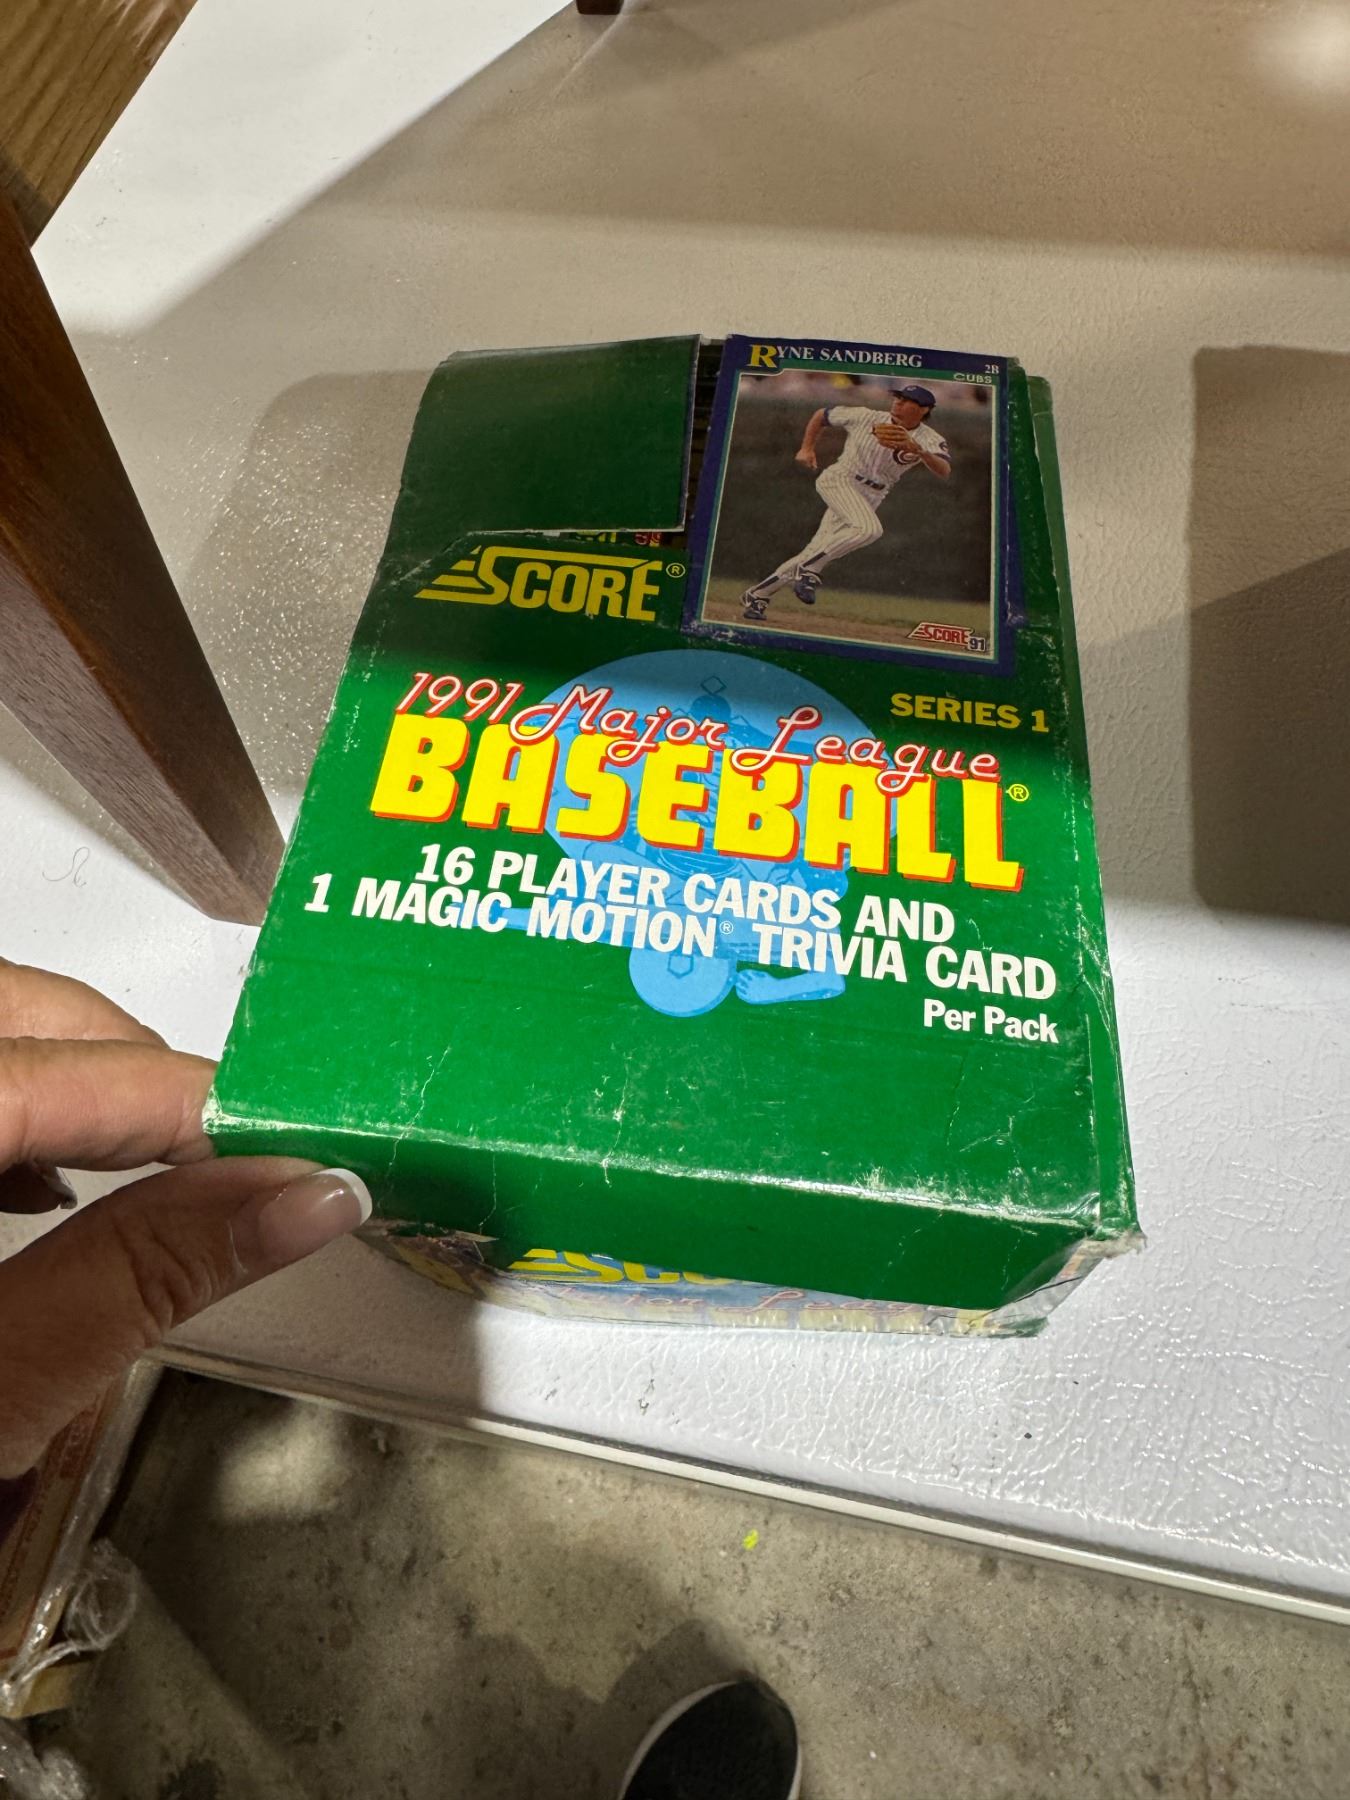 RYNE SANDBERG
2B
CUBS
SCORE 91
SCORE®
SERIES 1
1991 Major League
BASEBALL®
16 PLAYER CARDS AND
1 MAGIC MOTION® TRIVIA CARD
Per Pack